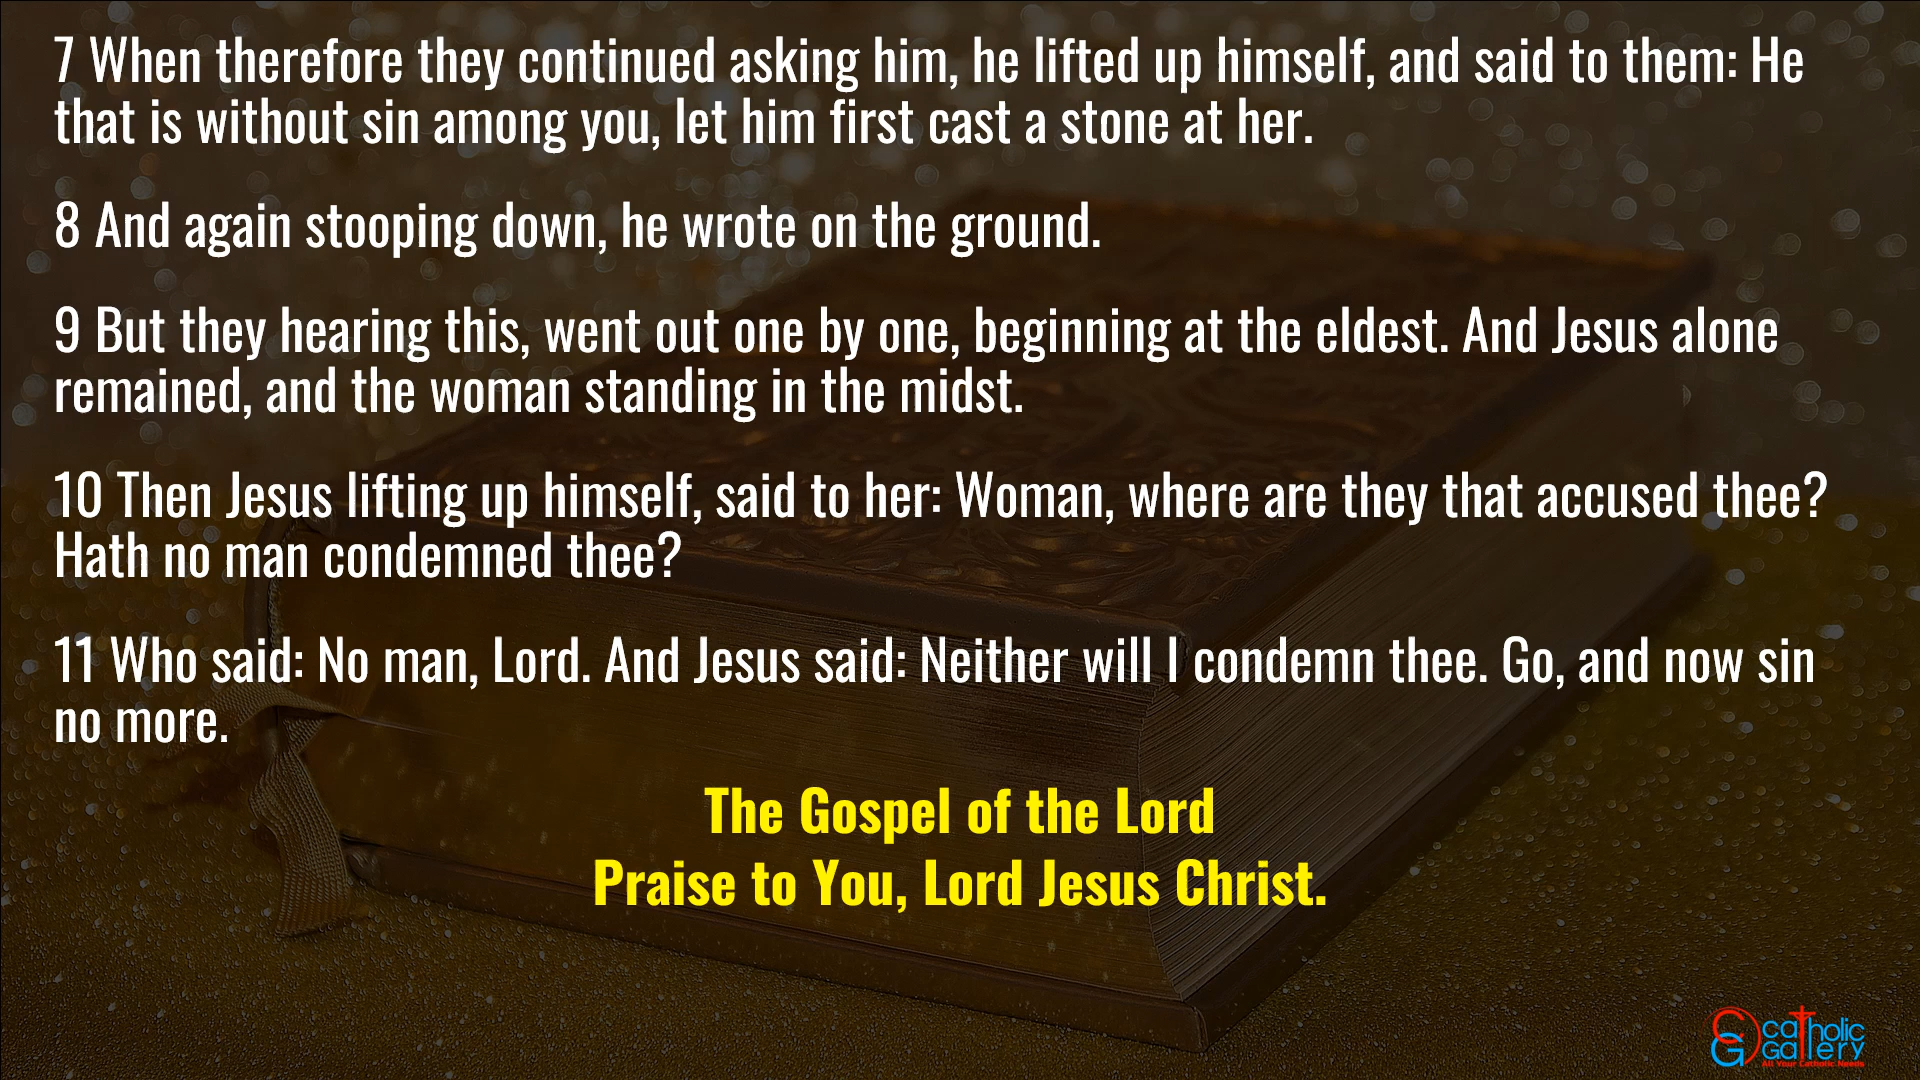 7 When therefore they continued asking him, he lifted up himself, and said to them: He
that is without sin among you, let him first cast a stone at her.
8 And again stooping down, he wrote on the ground.
9 But they hearing this, went out one by one, beginning at the eldest. And Jesus alone
remained, and the woman standing in the midst.
10 Then Jesus lifting up himself, said to her: Woman, where are they that accused thee?
Hath no man condemned thee?
11 Who said: No man, Lord. And Jesus said: Neither will I condemn thee. Go, and now sin
no more.
The Gospel of the Lord
Praise to You, Lord Jesus Christ.
CG catholic
Gallery
All Your Catholic Needs